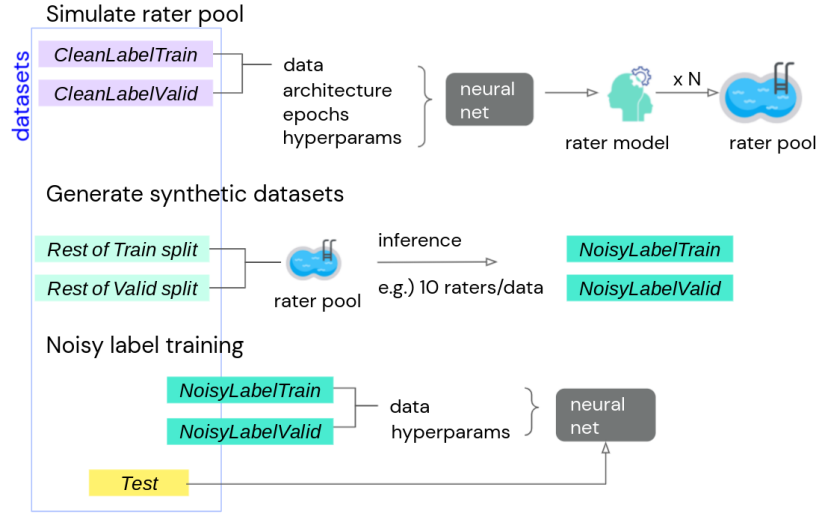 Simulate rater pool
datasets
CleanLabelTrain
CleanLabelValid
data
architecture
epochs
hyperparams
neural
net
rater model
x N
rater pool
Generate synthetic datasets
Rest of Train split
Rest of Valid split
rater pool
inference
e.g.) 10 raters/data
NoisyLabelTrain
NoisyLabelValid
Noisy label training
NoisyLabelTrain
NoisyLabelValid
data
hyperparams
neural
net
Test